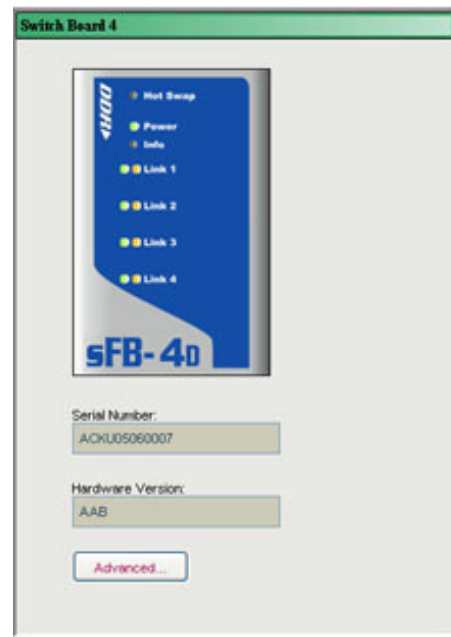 Switch Board 4
DDR
Hot Swap
Power
Info
Link 1
Link 2
Link 3
Link 4
sFB-4D
Serial Number:
ACKU05060007
Hardware Version:
AAB
Advanced...